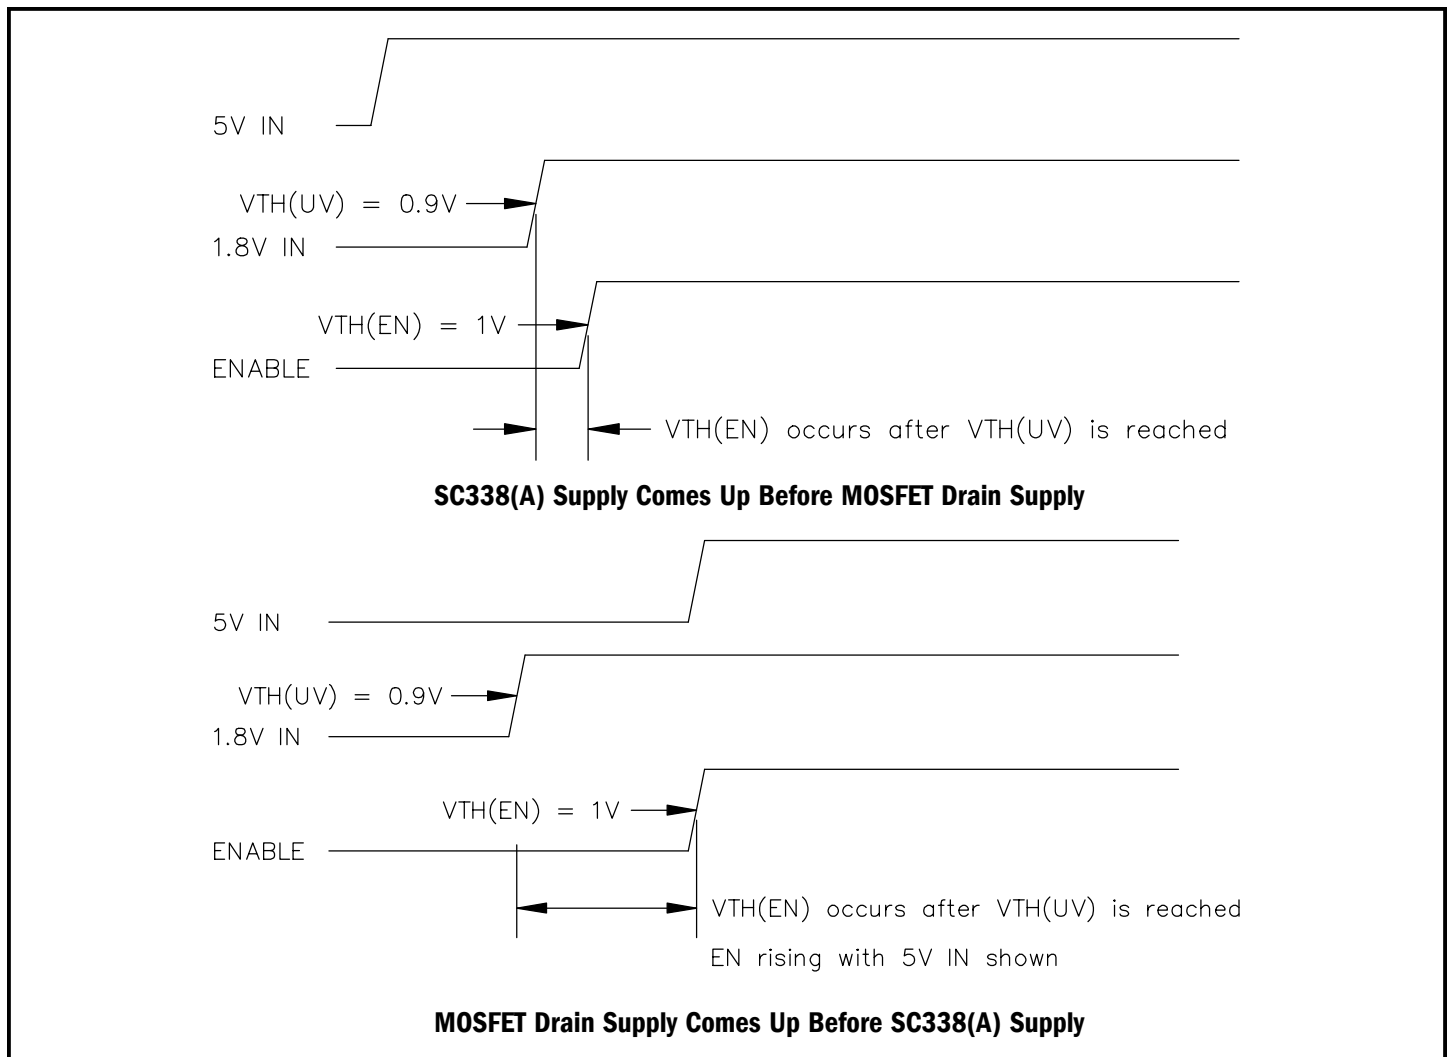 5V IN
VTH(UV) = 0.9V
1.8V IN
VTH(EN) = 1V
ENABLE
VTH(EN) occurs after VTH(UV) is reached
SC338(A) Supply Comes Up Before MOSFET Drain Supply
5V IN
VTH(UV) = 0.9V
1.8V IN
VTH(EN) = 1V
ENABLE
VTH(EN) occurs after VTH(UV) is reached
EN rising with 5V IN shown
MOSFET Drain Supply Comes Up Before SC338(A) Supply